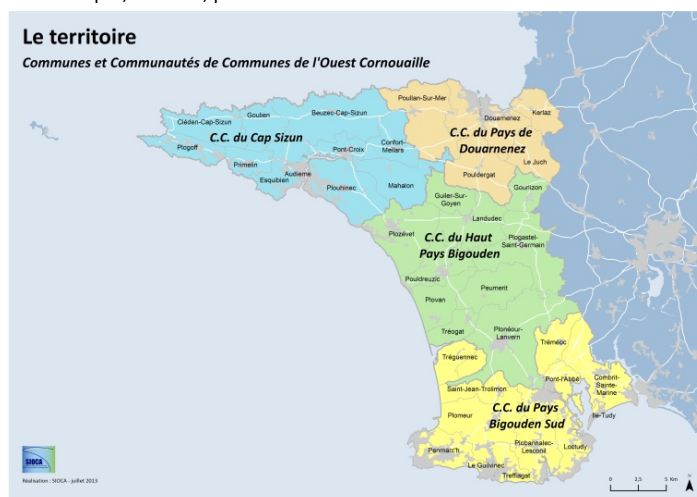 Le territoire
Communes et Communautés de Communes de l'Ouest Cornouaille
Poullan-Sur-Mer
Beuzec-Cap-Sizun
Goulien
Cléden-Cap-Sizun
C.C. du Cap Sizun
Plogoff
Primelin
Esquibien
Audierne
Pont-Croix
Confort-Meilars
Plouhinec
Mahalon
Douarnenez
Kerlaz
C.C. du Pays de
Douarnenez
Le Juch
Pouldergat
Gourlizon
Guiler-Sur-
Goyen
Landudec
Plozévet
C.C. du Haut
Pays Bigouden
Plogastel-
Saint-Germain
Pouldreuzic
Peumerit
Plovan
Tréogat
Plonéour-
Lanvern
Tréméoc
Tréguennec
Saint-Jean-Trolimon
Pont-l'Abbé
Combrit-
Sainte-
Marine
Ile-Tudy
C.C. du Pays
Bigouden Sud
Plomeur
Plobannalec-
Lesconil
Loctudy
Penmarc'h
Le Guilvinec
Treffiagat
SIOCA
Réalisation : SIOCA - juillet 2013
0 2,5 5 Km